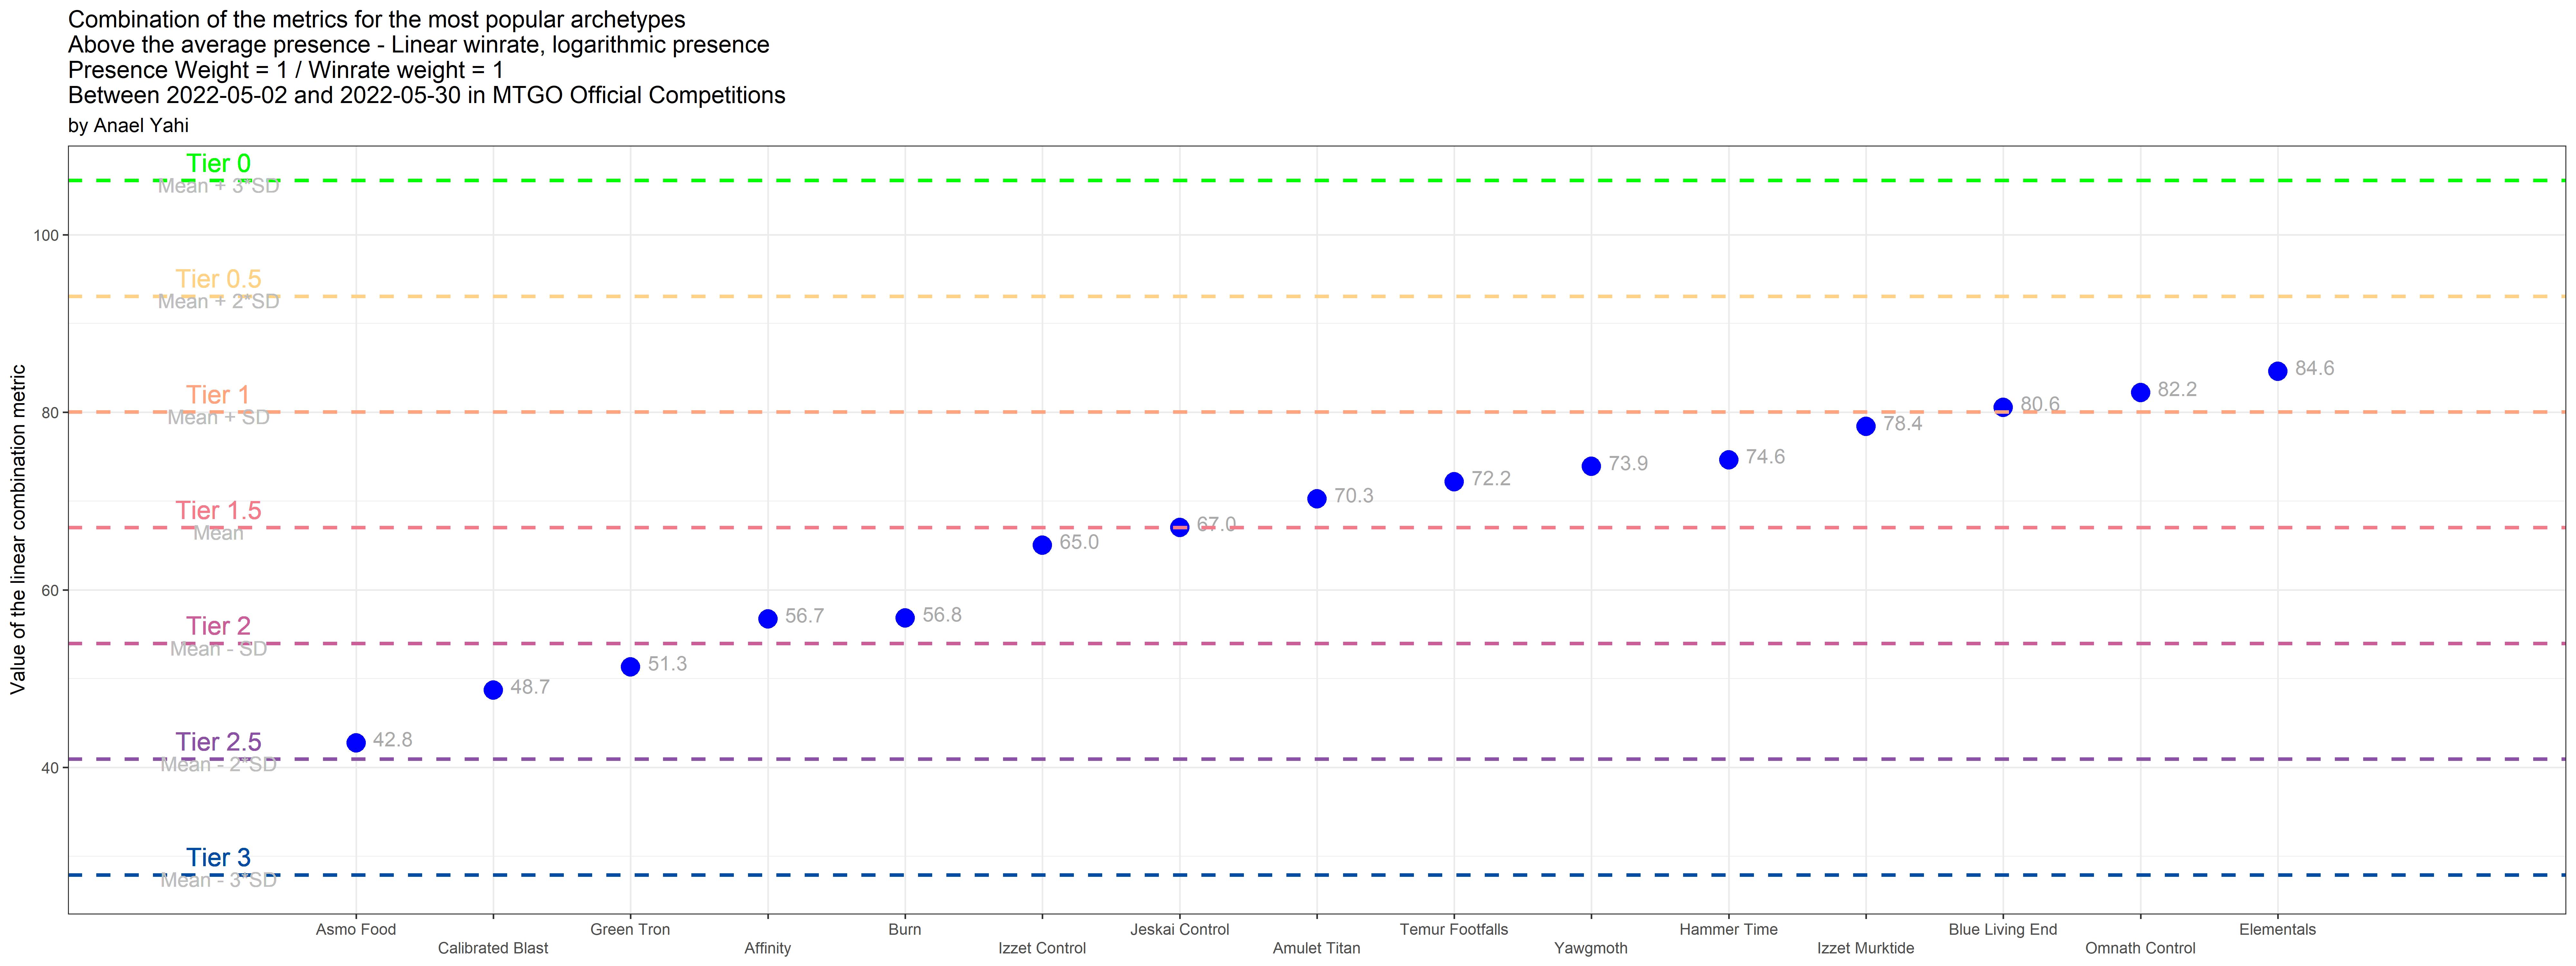 Combination of the metrics for the most popular archetypes
Above the average presence - Linear winrate, logarithmic presence
Presence Weight = 1 / Winrate weight = 1
Between 2022-05-02 and 2022-05-30 in MTGO Official Competitions
by Anael Yahi
Value of the linear combination metric
100
80
60
40
Tier 0
Mean + 3*SD
Tier 0.5
Mean + 2*SD
Tier 1
Mean + SD
Tier 1.5
Mean
Tier 2
Mean - SD
Tier 2.5
Mean - 2*SD
Tier 3
Mean - 3*SD
42.8
48.7
51.3
56.7
56.8
65.0
67.0
70.3
72.2
73.9
74.6
78.4
80.6
82.2
84.6
Asmo Food
Calibrated Blast
Green Tron
Affinity
Burn
Izzet Control
Jeskai Control
Amulet Titan
Temur Footfalls
Yawgmoth
Hammer Time
Izzet Murktide
Blue Living End
Omnath Control
Elementals